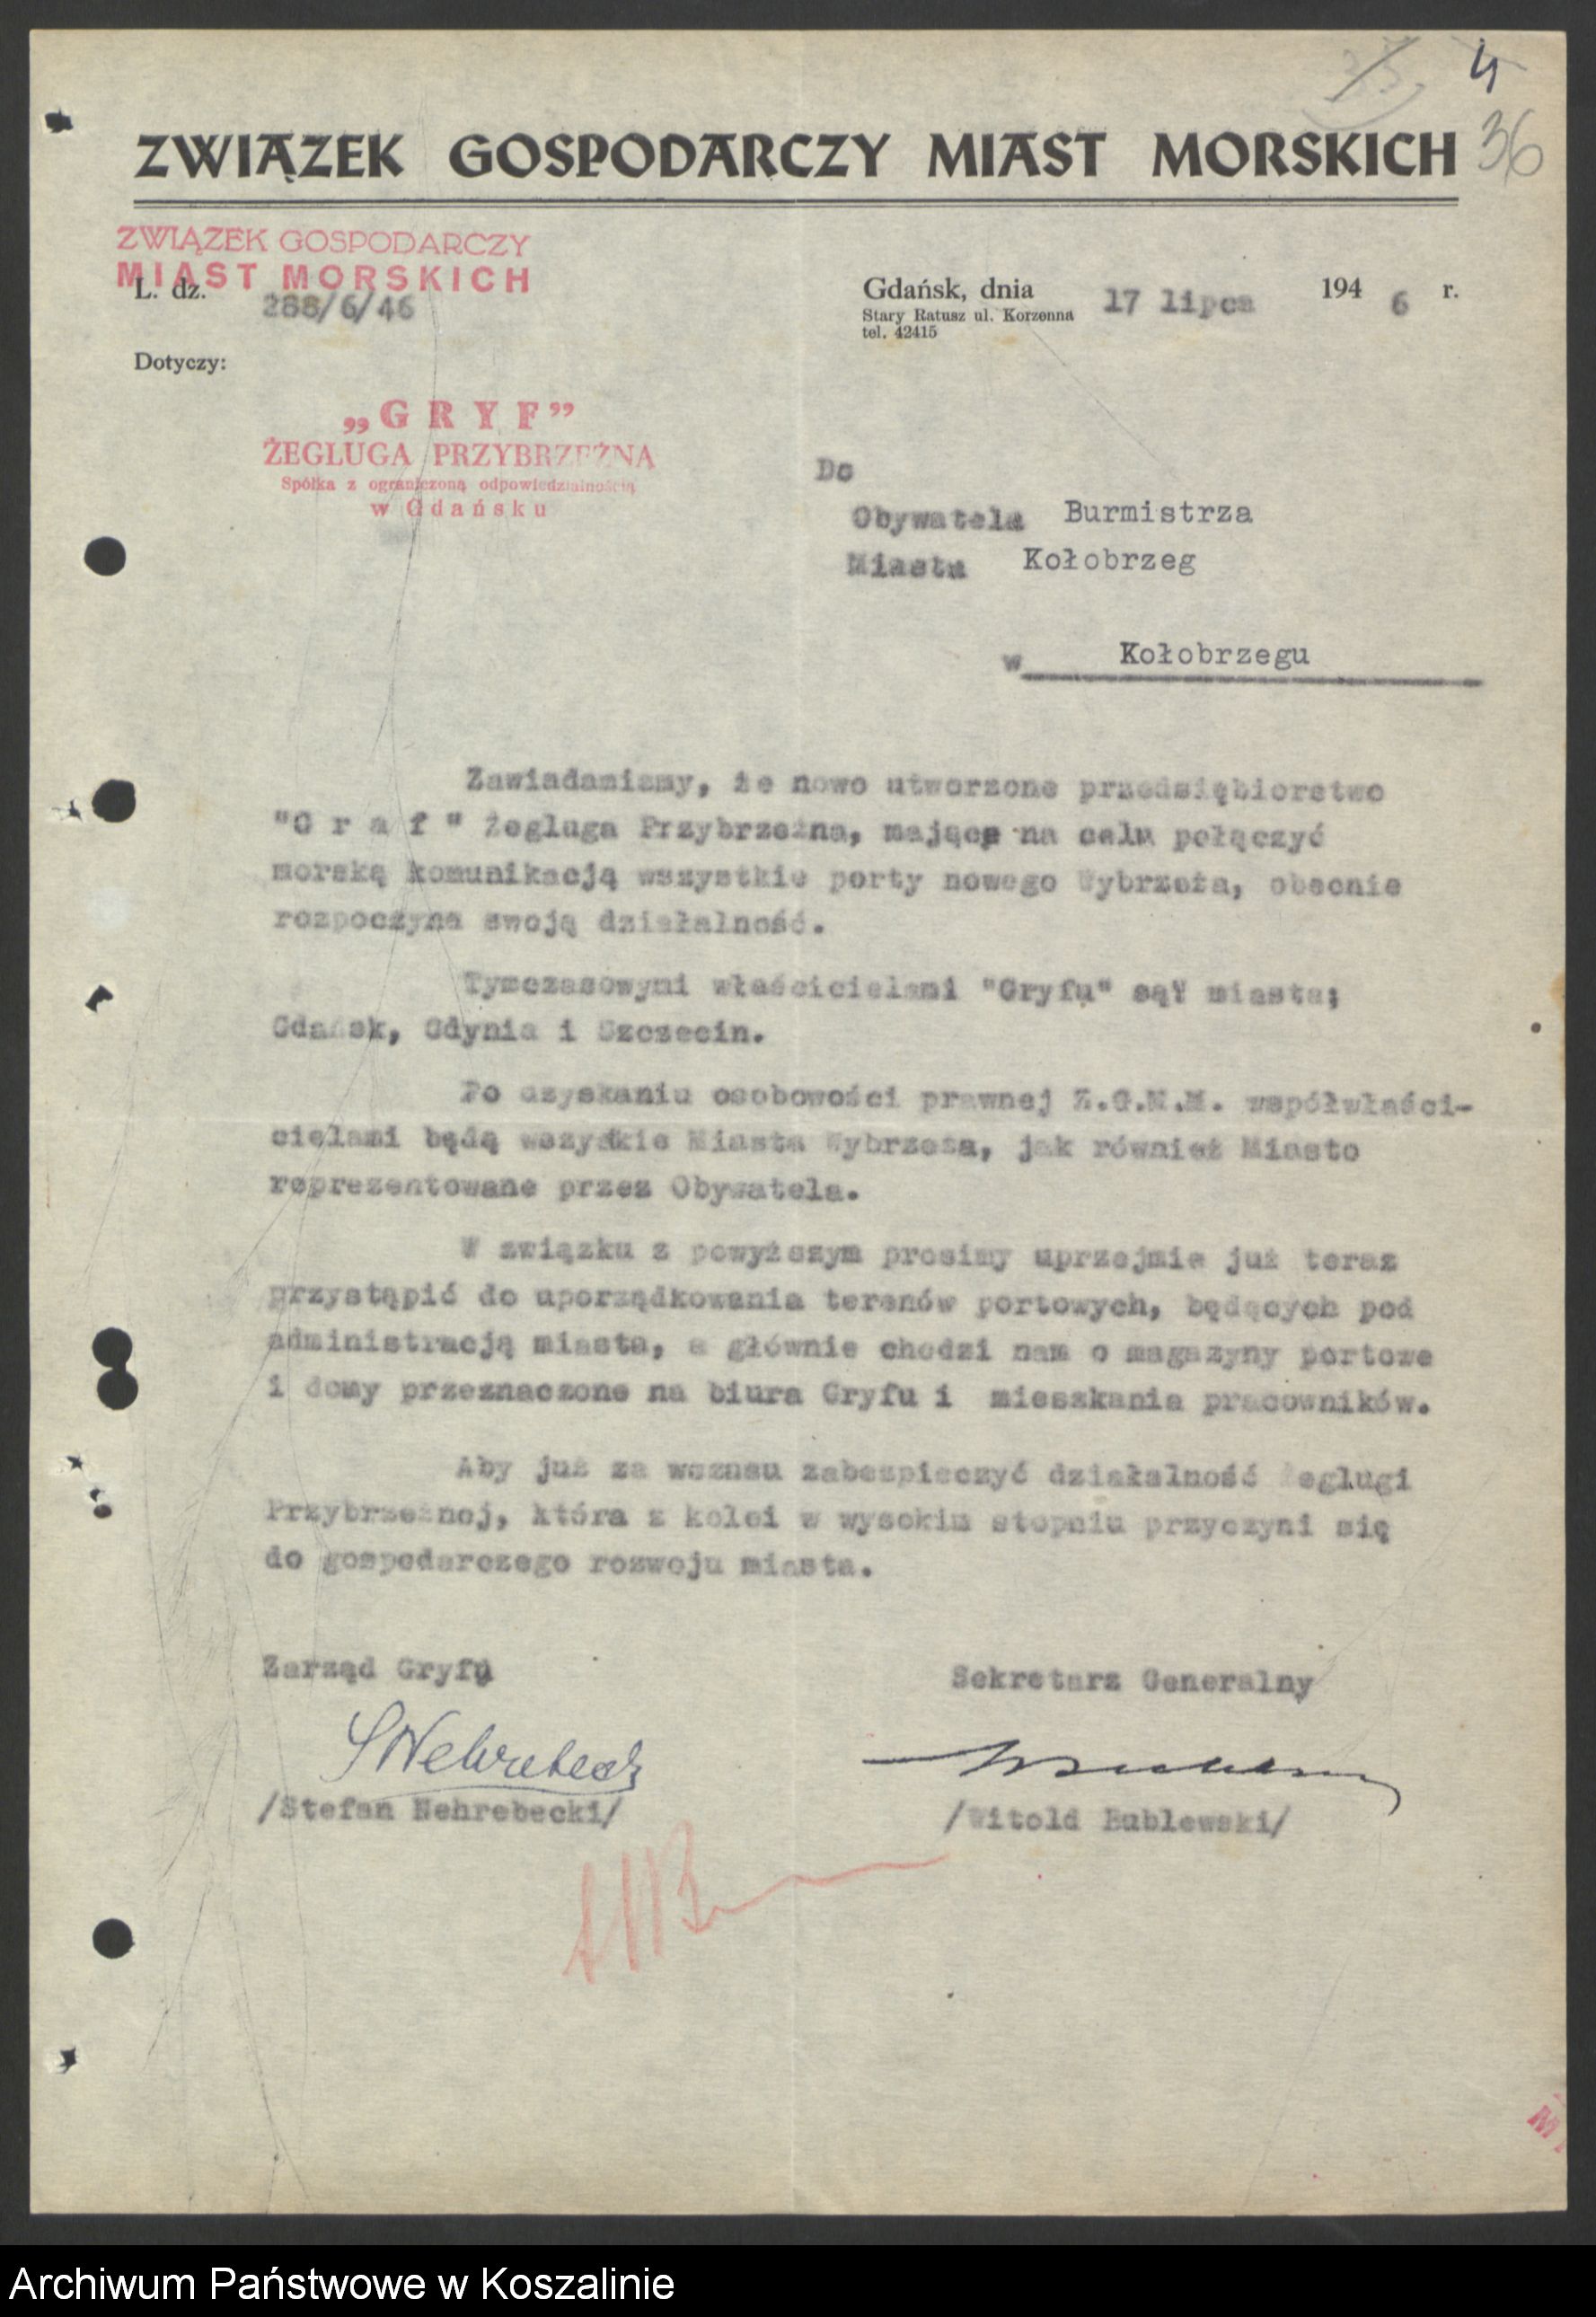 4
36
ZWIĄZEK GOSPODARCZY MIAST MORSKICH
ZWIĄZEK GOSPODARCZY
MIAST MORSKICH
L. dz. 288/6/46
Gdańsk, dnia 17 lipca 194 6 r.
Stary Ratusz ul. Korzenna
tel. 42415
Dotyczy:
„GRYF”
ŻEGLUGA PRZYBRZEŻNA
Spółka z ograniczoną odpowiedzialnością
w Gdańsku
Do
Obywatela Burmistrza
Miasta Kołobrzeg
w Kołobrzegu
Zawiadamiamy, że nowo utworzone przedsiębiorstwo
"G r a f" Żegluga Przybrzeżna, mające na celu połączyć
morską komunikacją wszystkie porty nowego Wybrzeża, obecnie
rozpoczyna swoją działalność.
Tymczasowymi właścicielami "Gryfu" są: miasta;
Gdańsk, Gdynia i Szczecin.
Po uzyskaniu osobowości prawnej Z.G.M.M. współwłaści-
cielami będą wszystkie Miasta Wybrzeża, jak również Miasto
reprezentowane przez Obywatela.
W związku z powyższym prosimy uprzejmie już teraz
przystąpić do uporządkowania terenów portowych, będących pod
administracją miasta, a głównie chodzi nam o magazyny portowe
i domy przeznaczone na biura Gryfu i mieszkania pracowników.
Aby już za wczasu zabezpieczyć działalność Żeglugi
Przybrzeżnej, która z kolei w wysokim stopniu przyczyni się
do gospodarczego rozwoju miasta.
Zarząd Gryfu
Sekretarz Generalny
SNehrebecki
/Stefan Nehrebecki/
/Witold Bublewski/
M
Archiwum Państwowe w Koszalinie